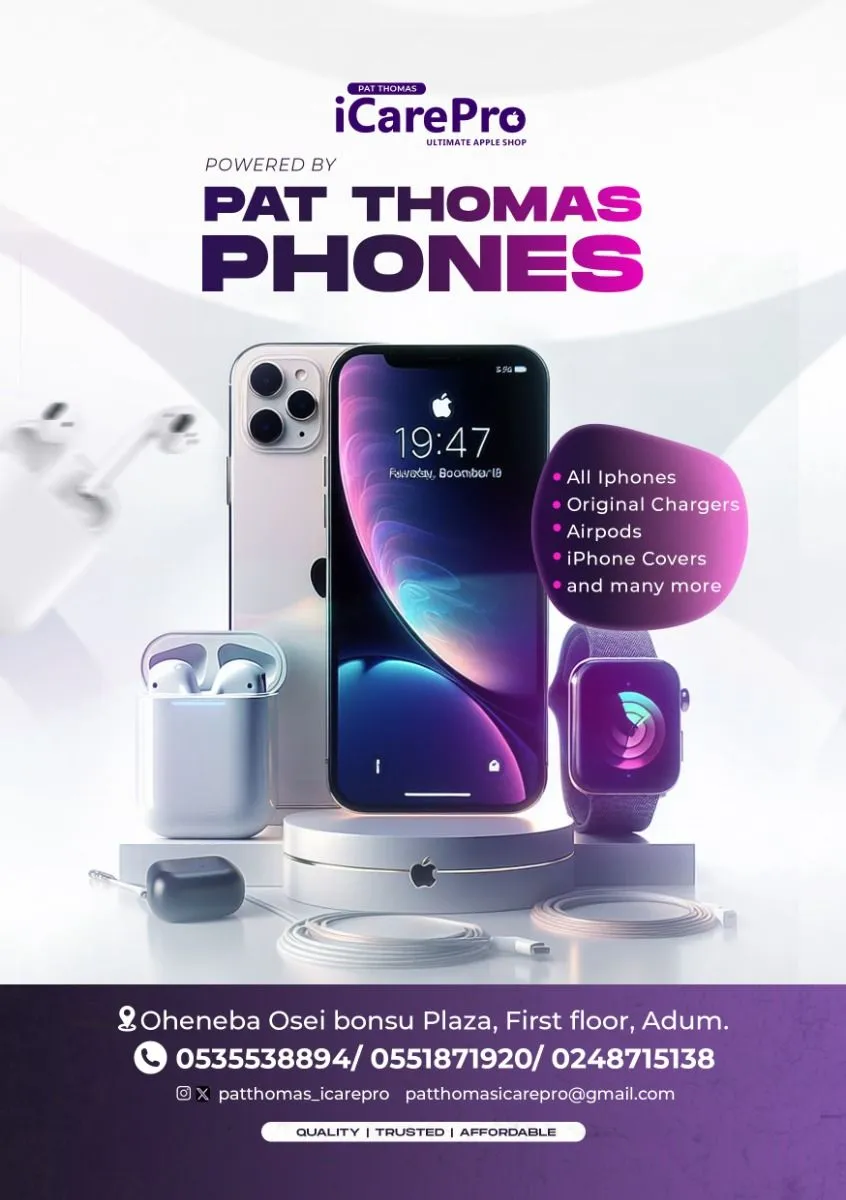 PAT THOMAS
iCarePro
ULTIMATE APPLE SHOP
POWERED BY
PAT THOMAS
PHONES
19:47
All Iphones
Original Chargers
Airpods
iPhone Covers
and many more
Oheneba Osei bonsu Plaza, First floor, Adum.
0535538894/ 0551871920/ 0248715138
patthomas_icarepro patthomasicarepro@gmail.com
QUALITY | TRUSTED | AFFORDABLE